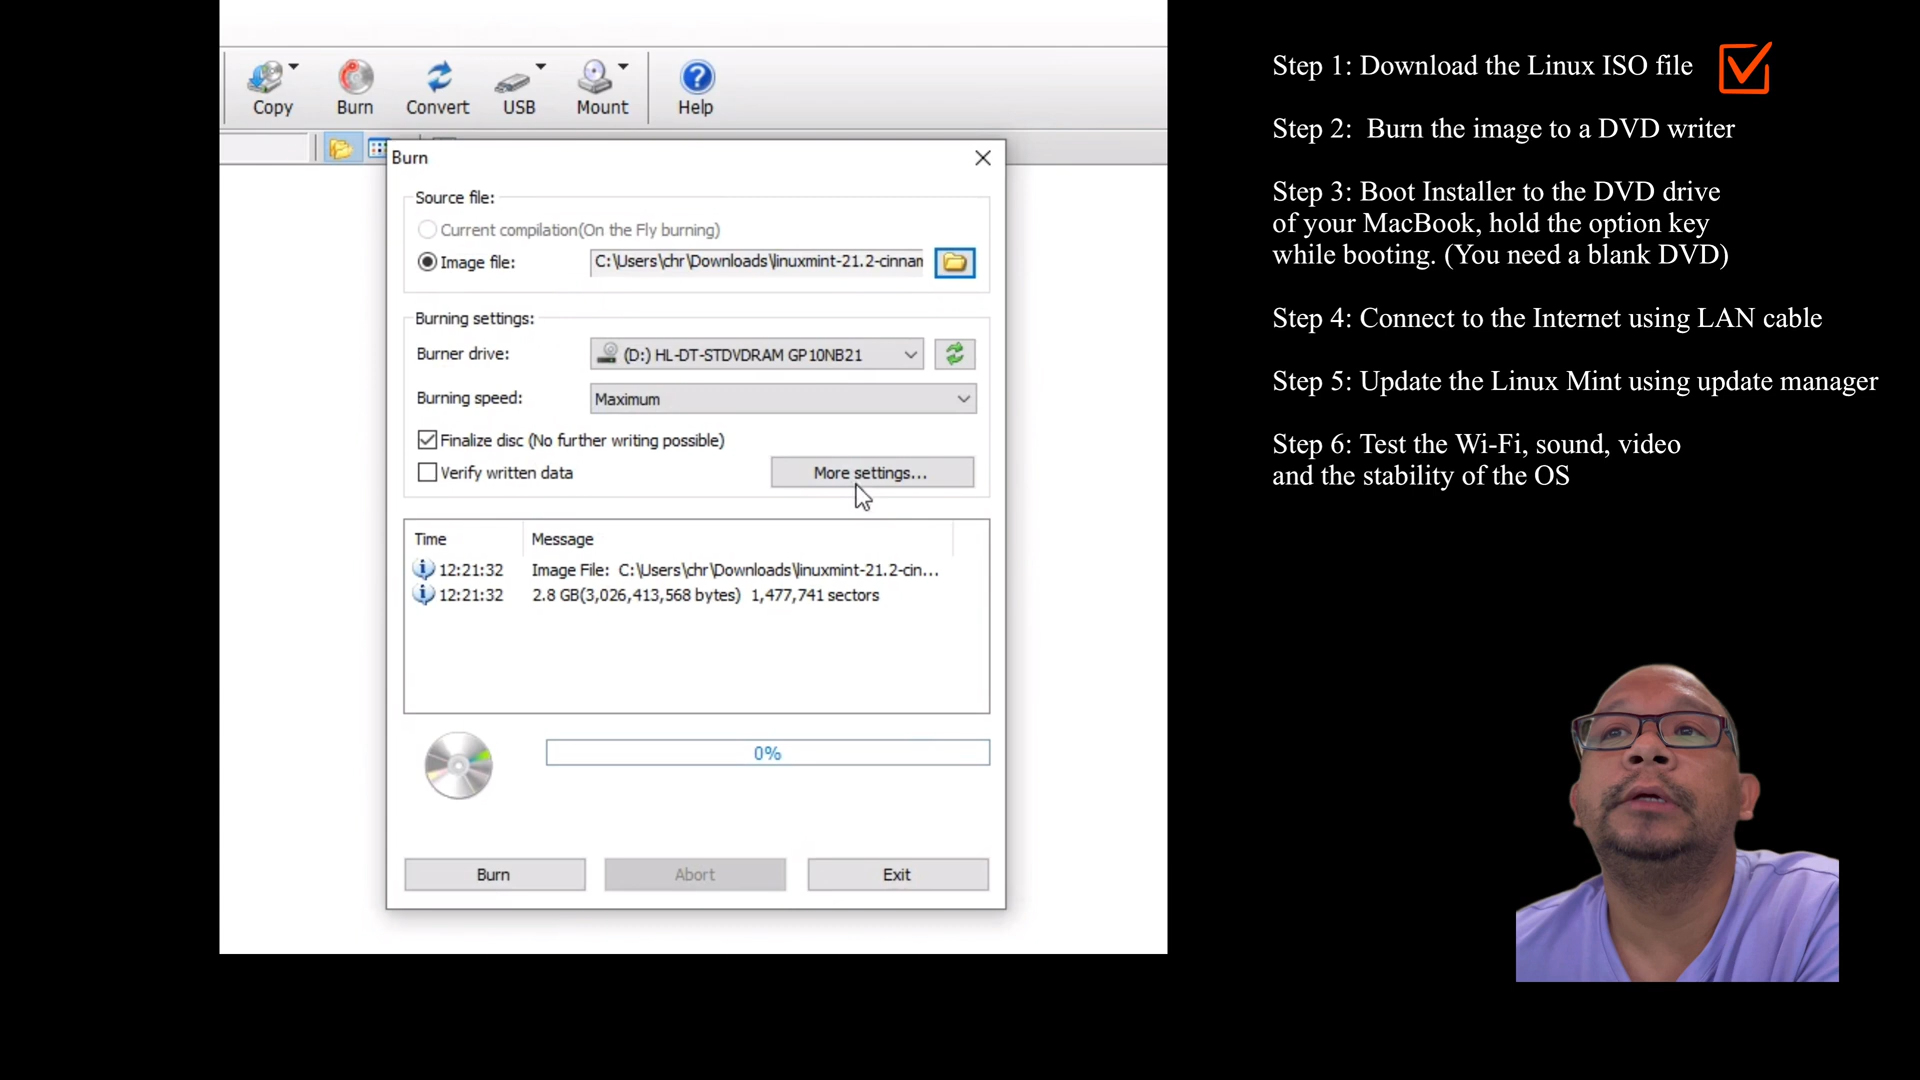 Copy
Burn
Convert
USB
Mount
Help
Burn
Source file:
Current compilation(On the Fly burning)
Image file:
C:\Users\chr\Downloads\linuxmint-21.2-cinnam
Burning settings:
Burner drive:
(D:) HL-DT-STDVDRAM GP10NB21
Burning speed:
Maximum
Finalize disc (No further writing possible)
Verify written data
More settings...
Time Message
12:21:32 Image File: C:\Users\chr\Downloads\linuxmint-21.2-cin...
12:21:32 2.8 GB(3,026,413,568 bytes) 1,477,741 sectors
0%
Burn
Abort
Exit
Step 1: Download the Linux ISO file
Step 2: Burn the image to a DVD writer
Step 3: Boot Installer to the DVD drive
of your MacBook, hold the option key
while booting. (You need a blank DVD)
Step 4: Connect to the Internet using LAN cable
Step 5: Update the Linux Mint using update manager
Step 6: Test the Wi-Fi, sound, video
and the stability of the OS